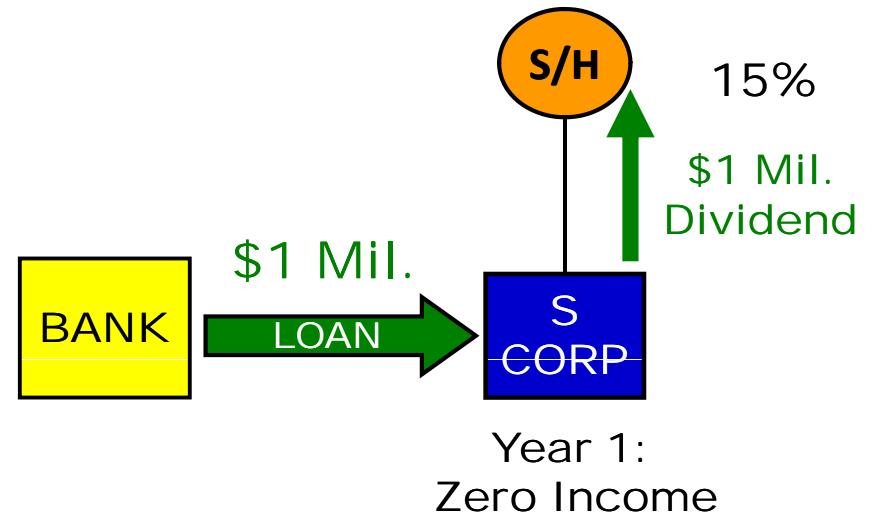 S/H
15%
$1 Mil.
Dividend
$1 Mil.
BANK
LOAN
S
CORP
Year 1:
Zero Income